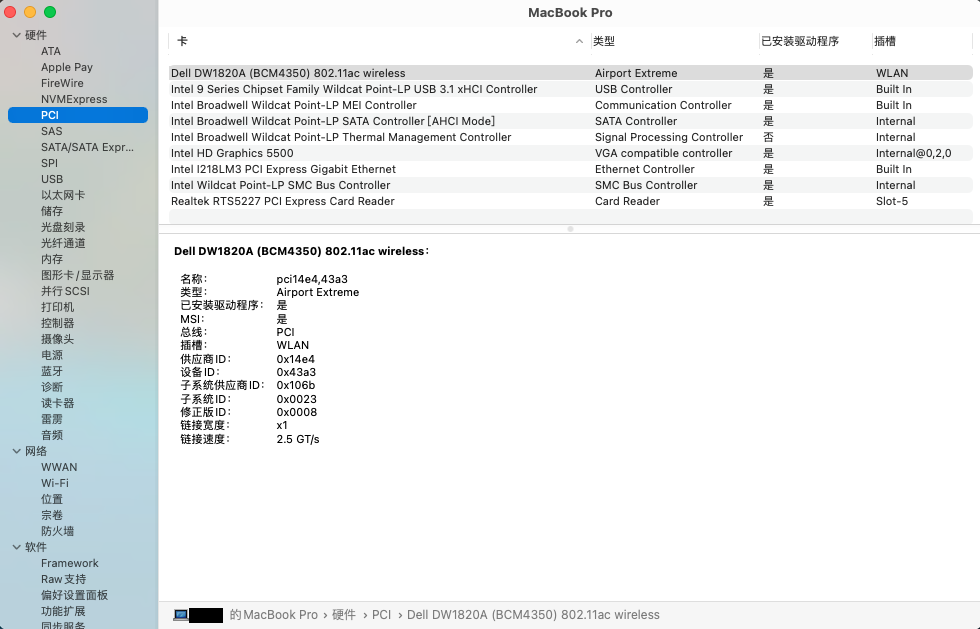 MacBook Pro
硬件
ATA
Apple Pay
FireWire
NVMExpress
PCI
SAS
SATA/SATA Expr...
SPI
USB
以太网卡
储存
光盘刻录
光纤通道
内存
图形卡/显示器
并行SCSI
打印机
控制器
摄像头
电源
蓝牙
诊断
读卡器
雷雳
音频
网络
WWAN
Wi-Fi
位置
宗卷
防火墙
软件
Framework
Raw支持
偏好设置面板
功能扩展
同步服务
卡 类型 已安装驱动程序 插槽
Dell DW1820A (BCM4350) 802.11ac wireless Airport Extreme 是 WLAN
Intel 9 Series Chipset Family Wildcat Point-LP USB 3.1 xHCI Controller USB Controller 是 Built In
Intel Broadwell Wildcat Point-LP MEI Controller Communication Controller 是 Built In
Intel Broadwell Wildcat Point-LP SATA Controller [AHCI Mode] SATA Controller 是 Internal
Intel Broadwell Wildcat Point-LP Thermal Management Controller Signal Processing Controller 否 Internal
Intel HD Graphics 5500 VGA compatible controller 是 Internal@0,2,0
Intel I218LM3 PCI Express Gigabit Ethernet Ethernet Controller 是 Built In
Intel Wildcat Point-LP SMC Bus Controller SMC Bus Controller 是 Internal
Realtek RTS5227 PCI Express Card Reader Card Reader 是 Slot-5
Dell DW1820A (BCM4350) 802.11ac wireless：
名称： pci14e4,43a3
类型： Airport Extreme
已安装驱动程序： 是
MSI： 是
总线： PCI
插槽： WLAN
供应商ID： 0x14e4
设备ID： 0x43a3
子系统供应商ID： 0x106b
子系统ID： 0x0023
修正版ID： 0x0008
链接宽度： x1
链接速度： 2.5 GT/s
的MacBook Pro › 硬件 › PCI › Dell DW1820A (BCM4350) 802.11ac wireless